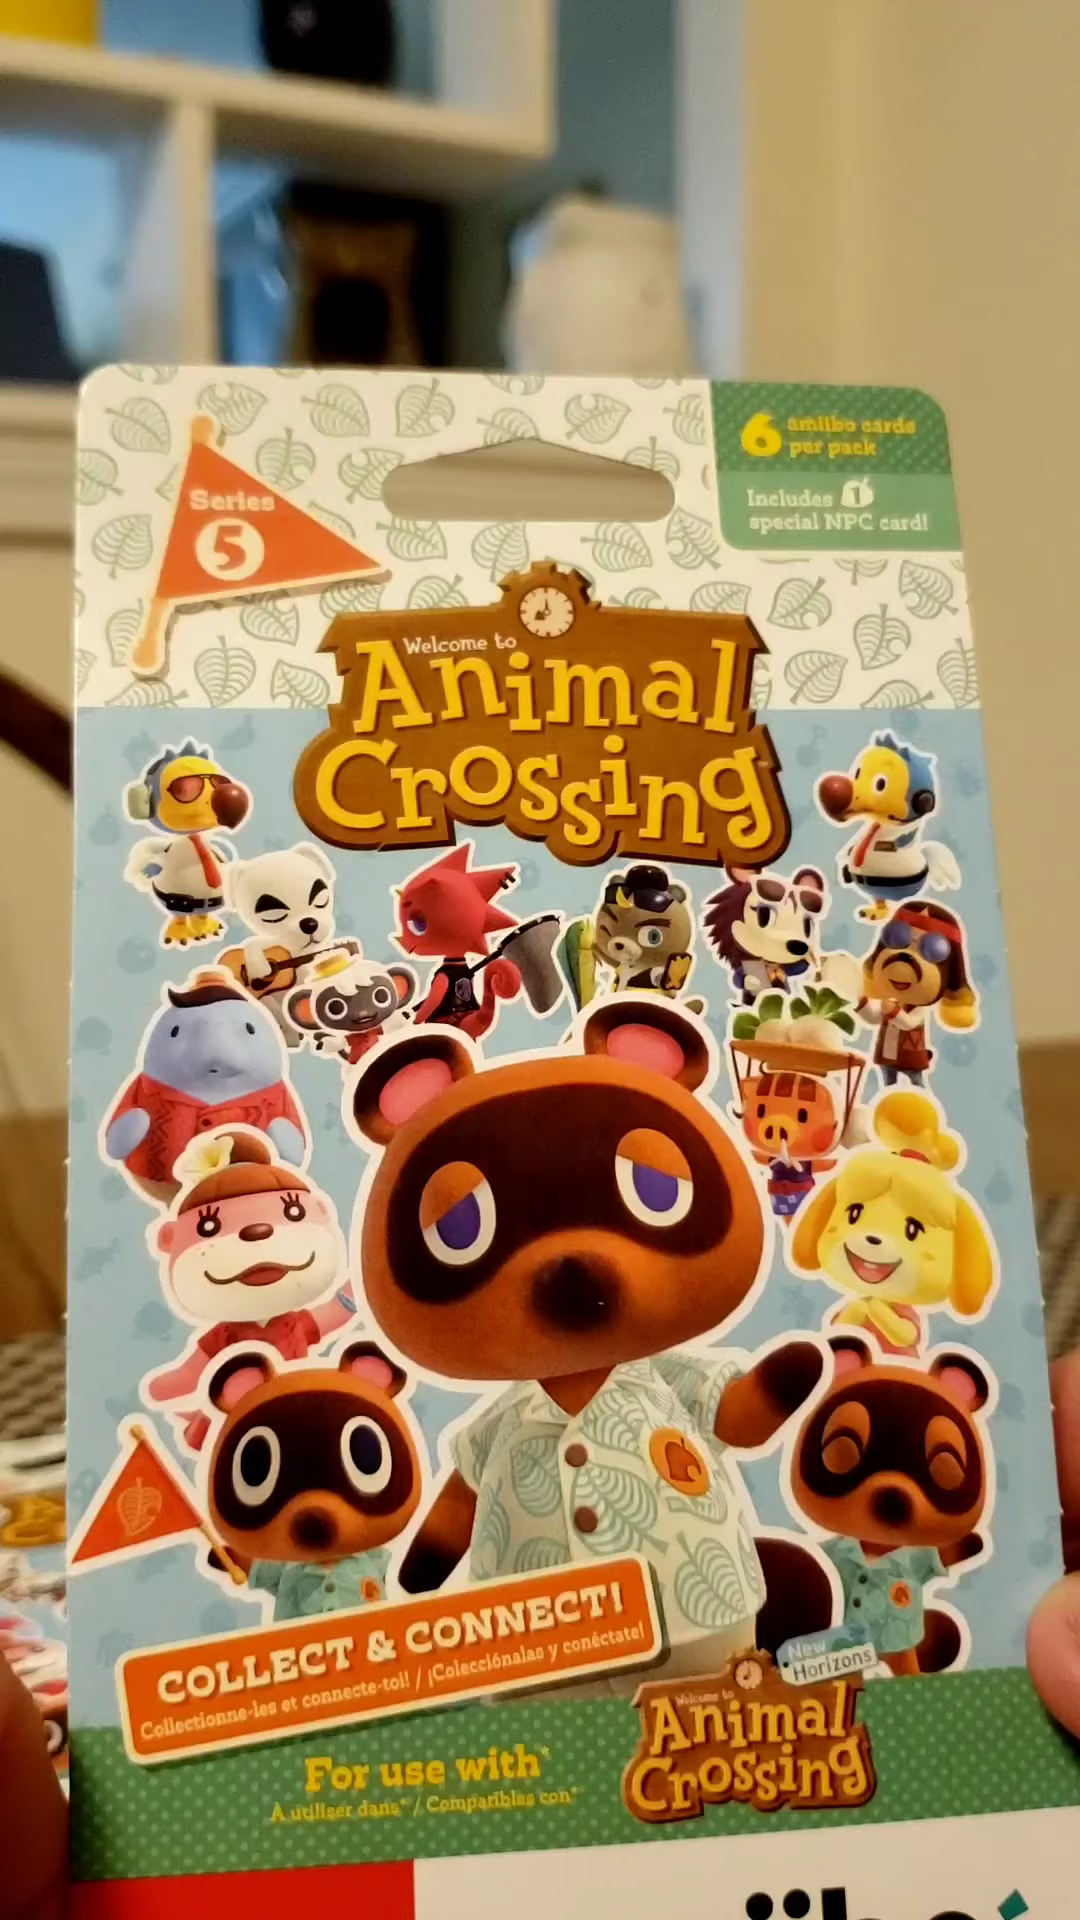 6 amiibo cards
per pack
Includes 1
special NPC card!
Series
5
Welcome to
Animal
Crossing
COLLECT & CONNECT!
Collectionne-les et connecte-toi! / ¡Colecciónalas y conéctate!
For use with*
À utiliser dans* / Compatibles con*
New
Horizons
Welcome to
Animal
Crossing